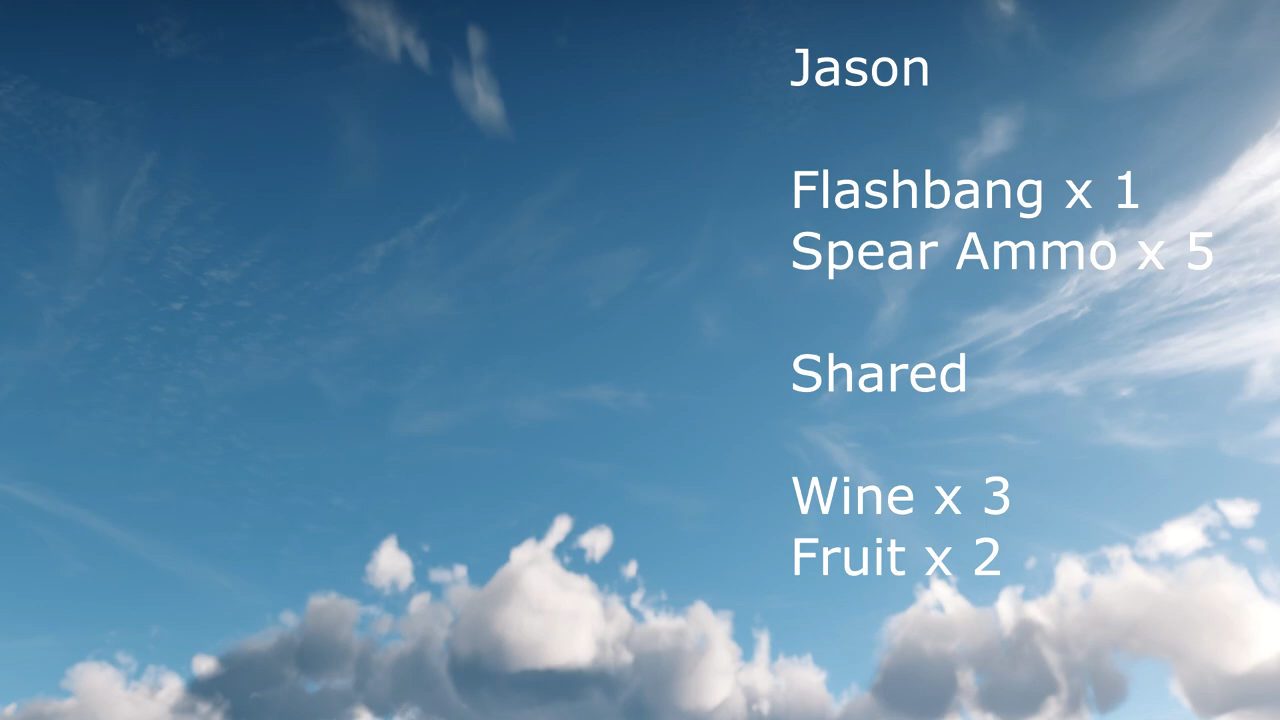 Jason
Flashbang x 1
Spear Ammo x 5
Shared
Wine x 3
Fruit x 2